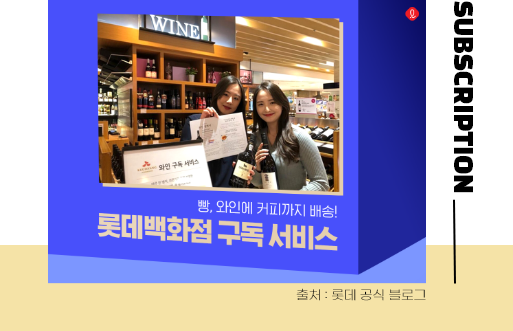 WINE
와인 구독 서비스
빵, 와인에 커피까지 배송!
롯데백화점 구독 서비스
SUBSCRIPTION
출처 : 롯데 공식 블로그